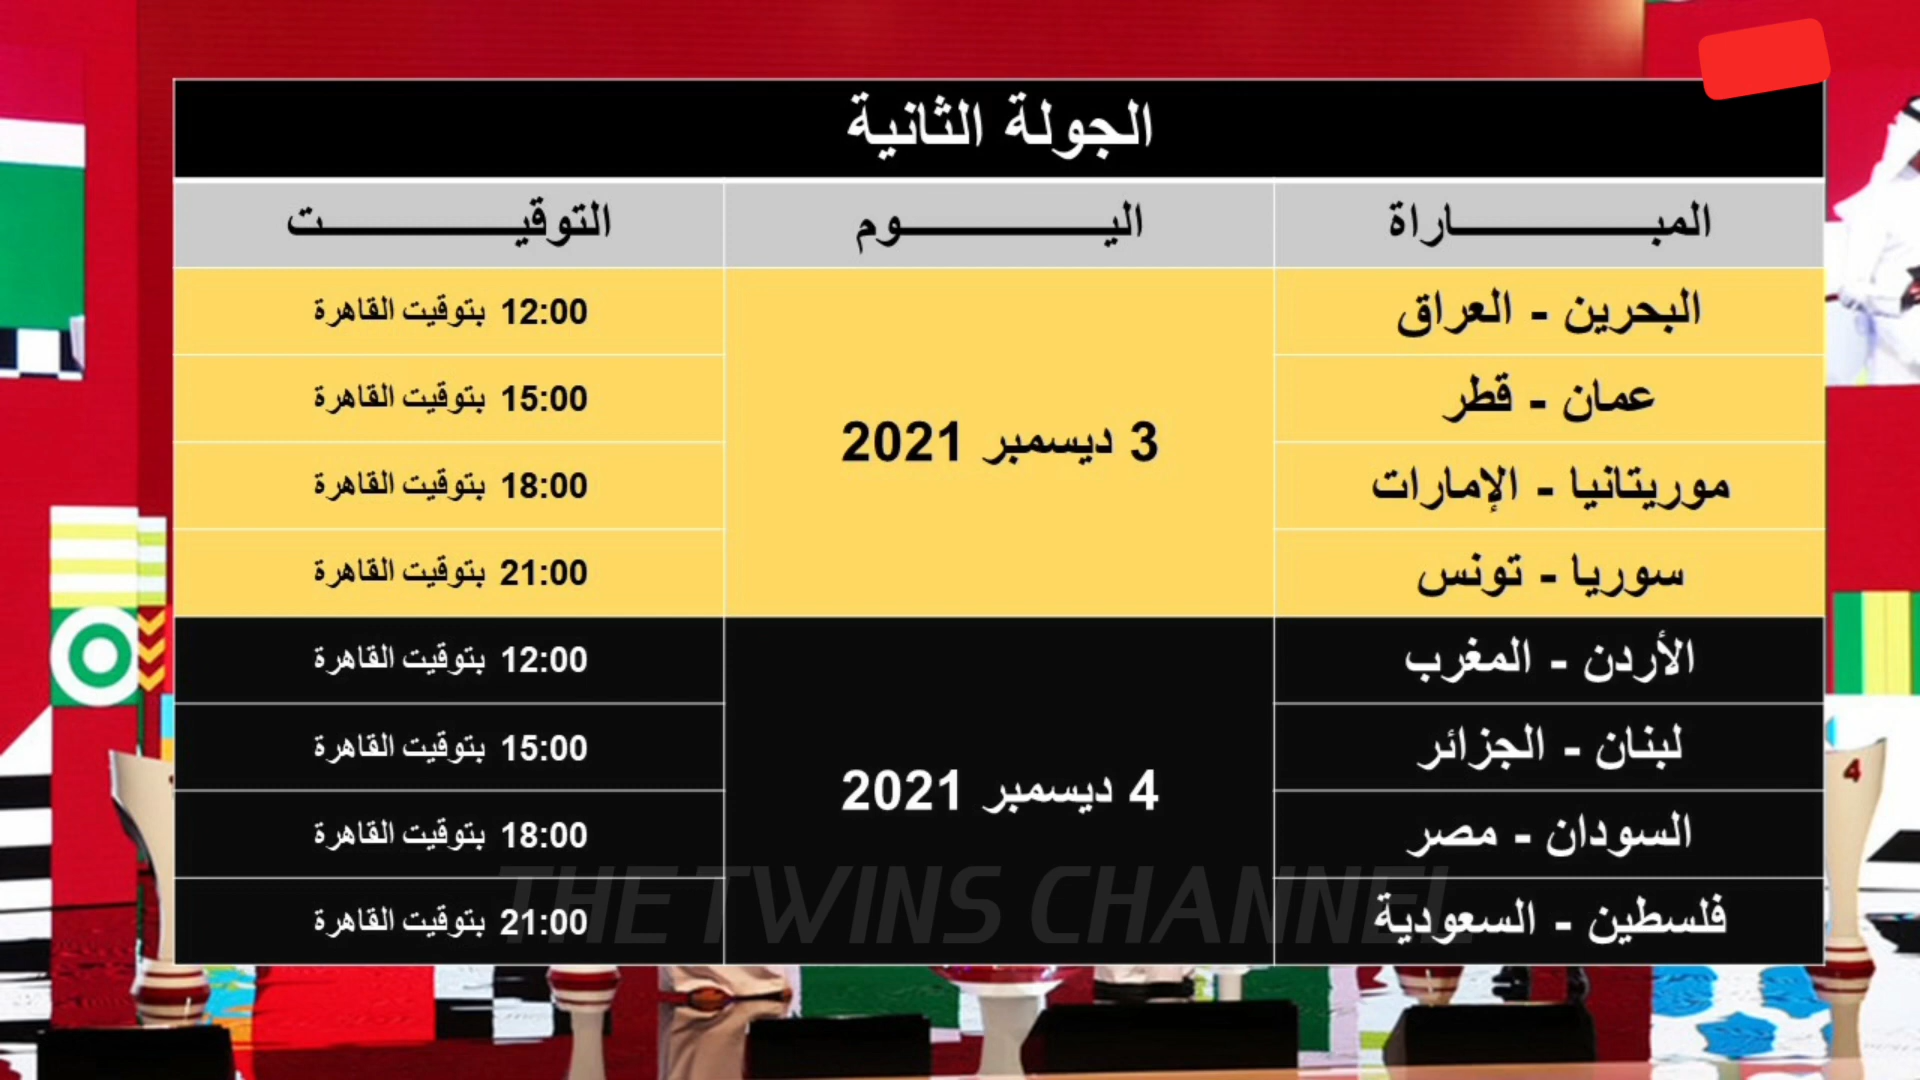 الجولة الثانية
المبـــــــــاراة اليـــــــــوم التوقيـــــــــت
البحرين - العراق 3 ديسمبر 2021 12:00 بتوقيت القاهرة
عمان - قطر 15:00 بتوقيت القاهرة
موريتانيا - الإمارات 18:00 بتوقيت القاهرة
سوريا - تونس 21:00 بتوقيت القاهرة
الأردن - المغرب 4 ديسمبر 2021 12:00 بتوقيت القاهرة
لبنان - الجزائر 15:00 بتوقيت القاهرة
السودان - مصر 18:00 بتوقيت القاهرة
فلسطين - السعودية 21:00 بتوقيت القاهرة
THE TWINS CHANNEL
4